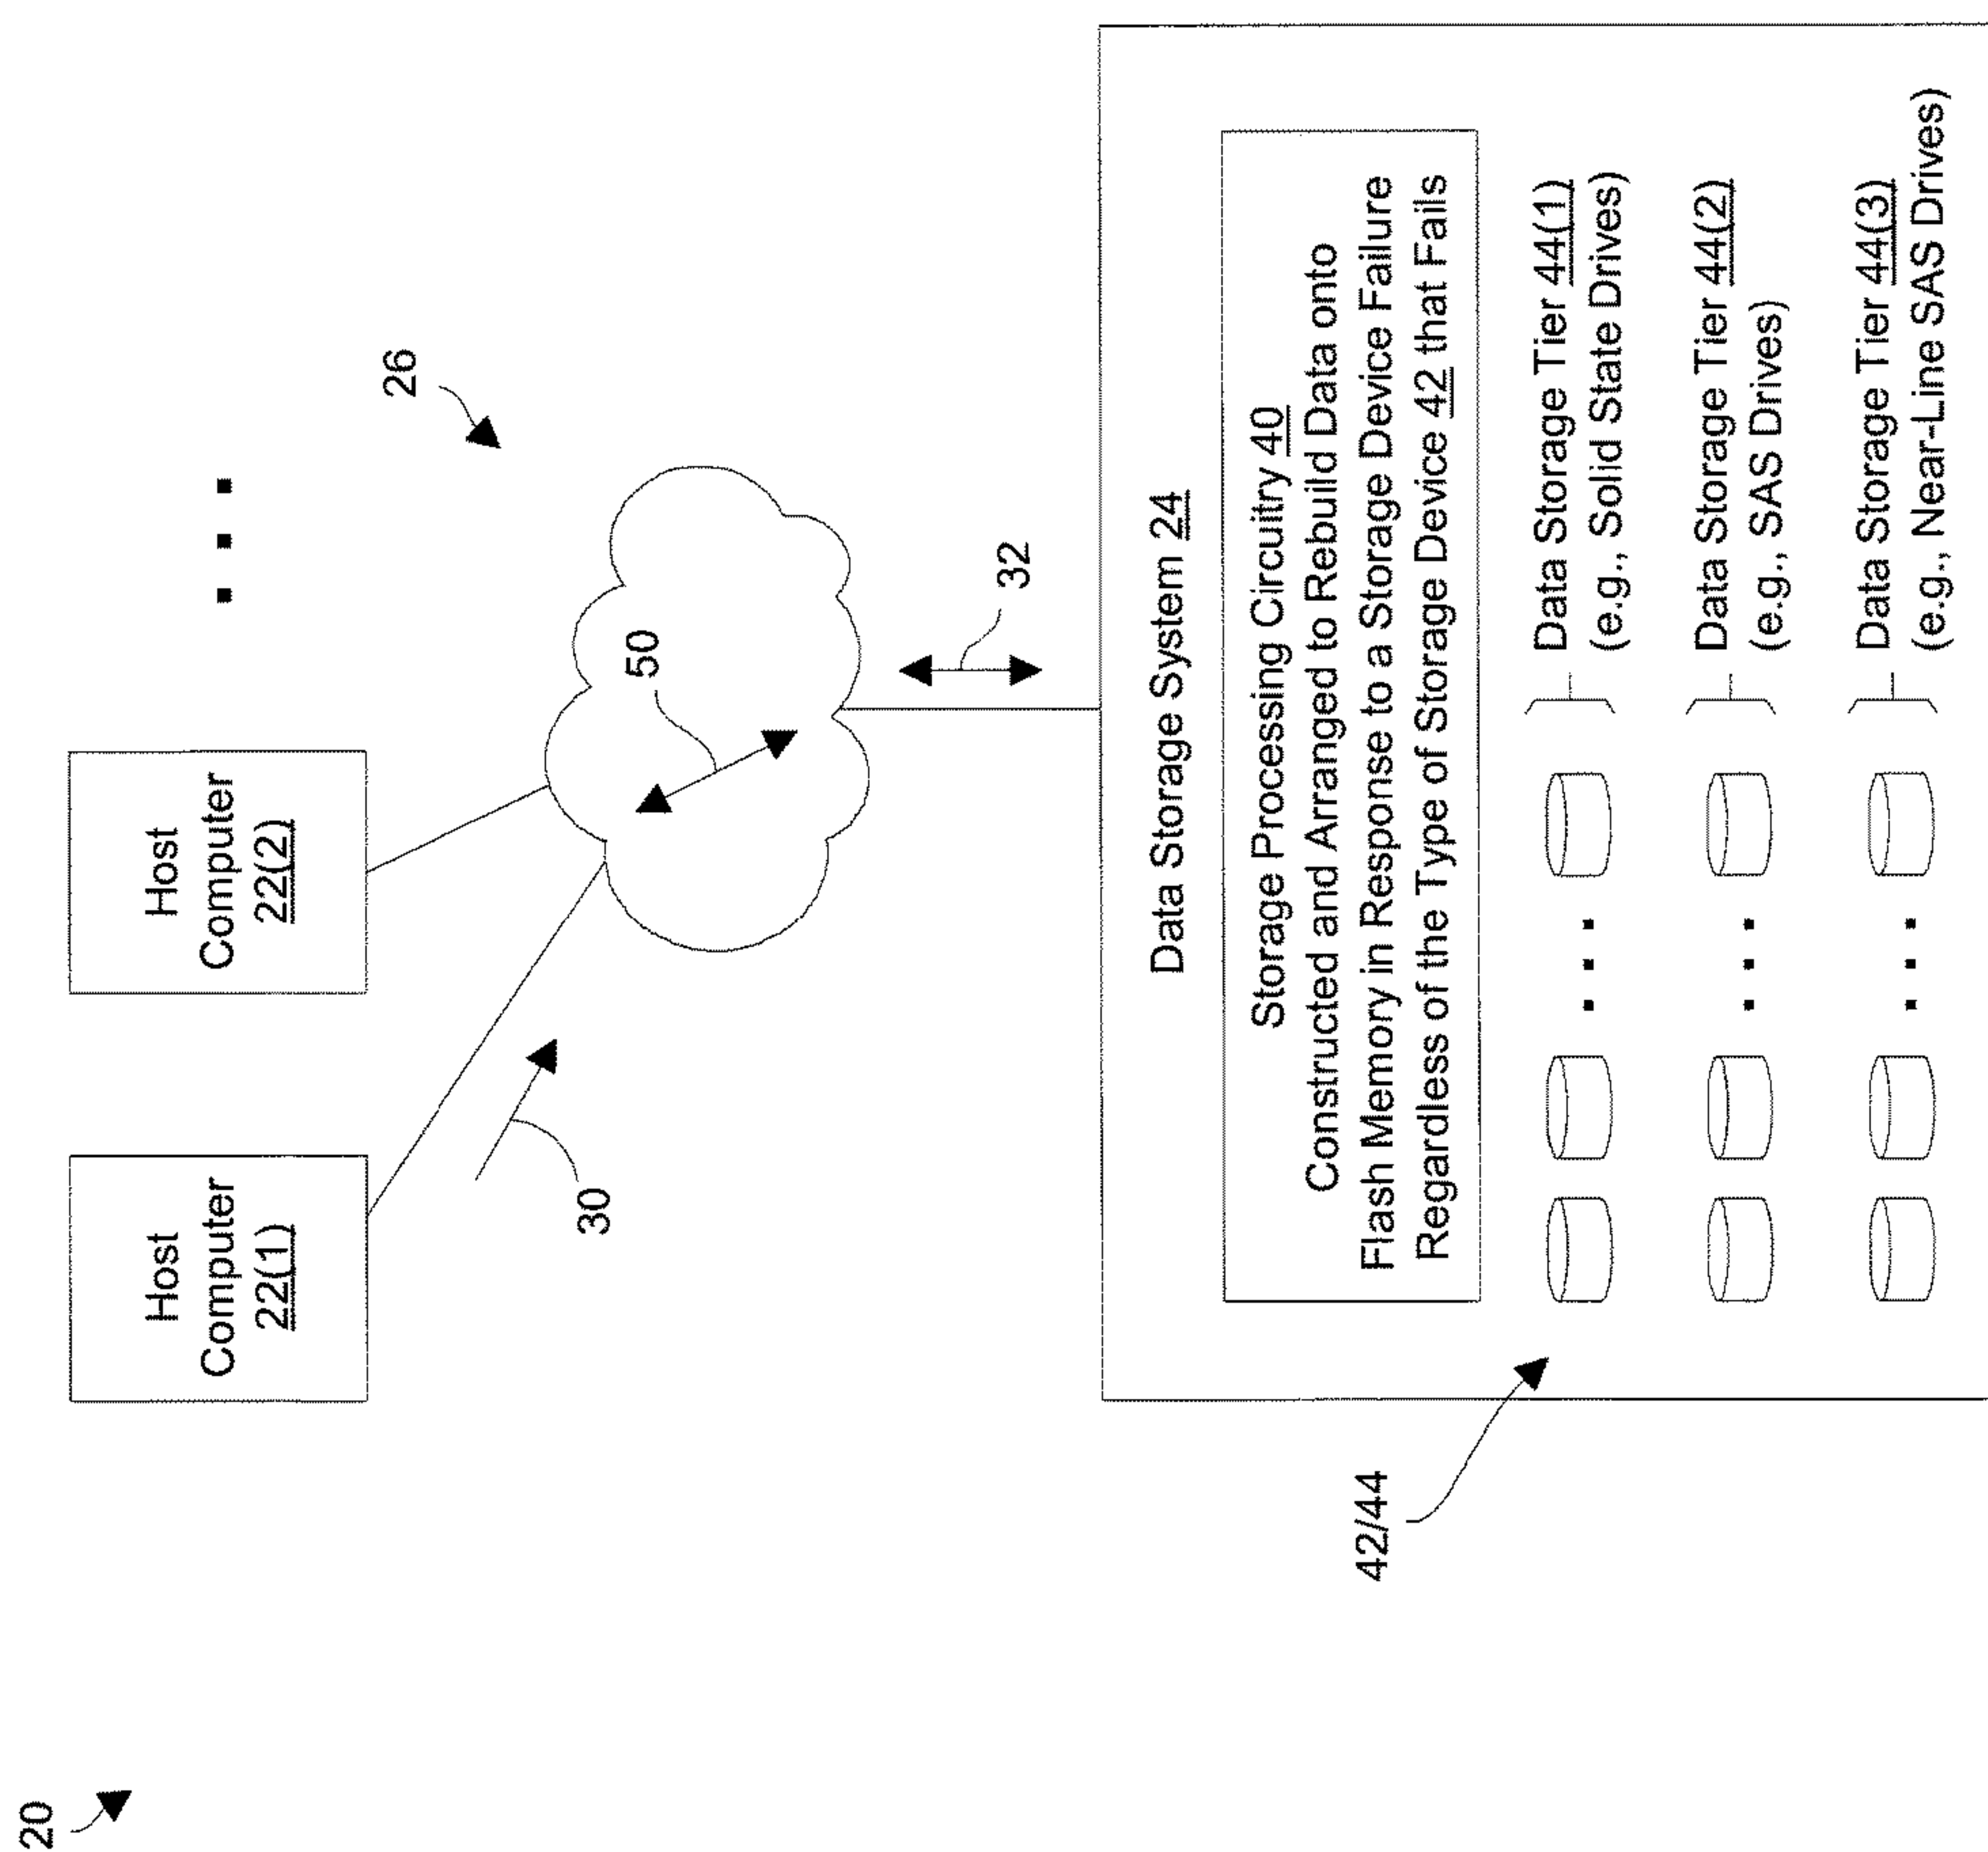 20
Host
Computer
22(1)
Host
Computer
22(2)
30
26
50
32
Data Storage System 24
Storage Processing Circuitry 40
Constructed and Arranged to Rebuild Data onto
Flash Memory in Response to a Storage Device Failure
Regardless of the Type of Storage Device 42 that Fails
42/44
Data Storage Tier 44(1)
(e.g., Solid State Drives)
Data Storage Tier 44(2)
(e.g., SAS Drives)
Data Storage Tier 44(3)
(e.g., Near-Line SAS Drives)